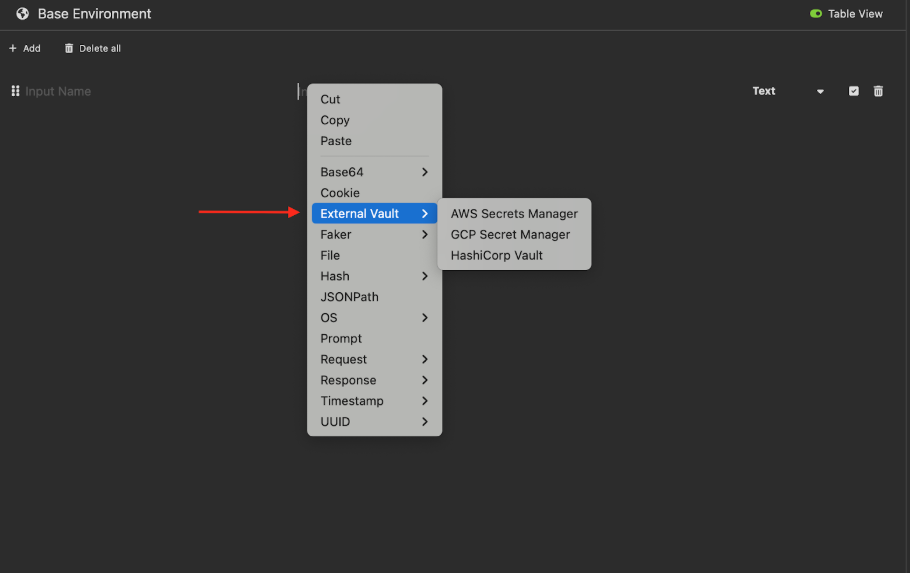 Base Environment
Table View
+ Add
Delete all
Input Name
Text
Cut
Copy
Paste
Base64
Cookie
External Vault
AWS Secrets Manager
Faker
GCP Secret Manager
File
HashiCorp Vault
Hash
JSONPath
OS
Prompt
Request
Response
Timestamp
UUID